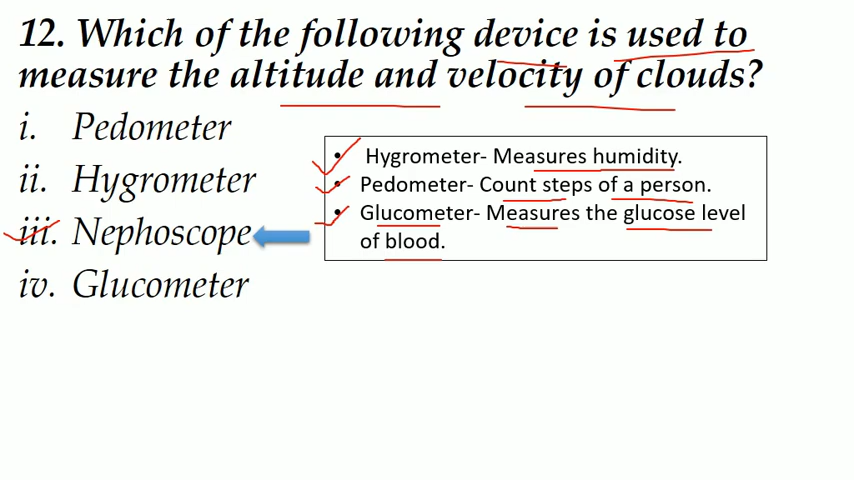 12. Which of the following device is used to
measure the altitude and velocity of clouds?
i. Pedometer
ii. Hygrometer
iii. Nephoscope
iv. Glucometer
• Hygrometer- Measures humidity.
• Pedometer- Count steps of a person.
• Glucometer- Measures the glucose level
of blood.